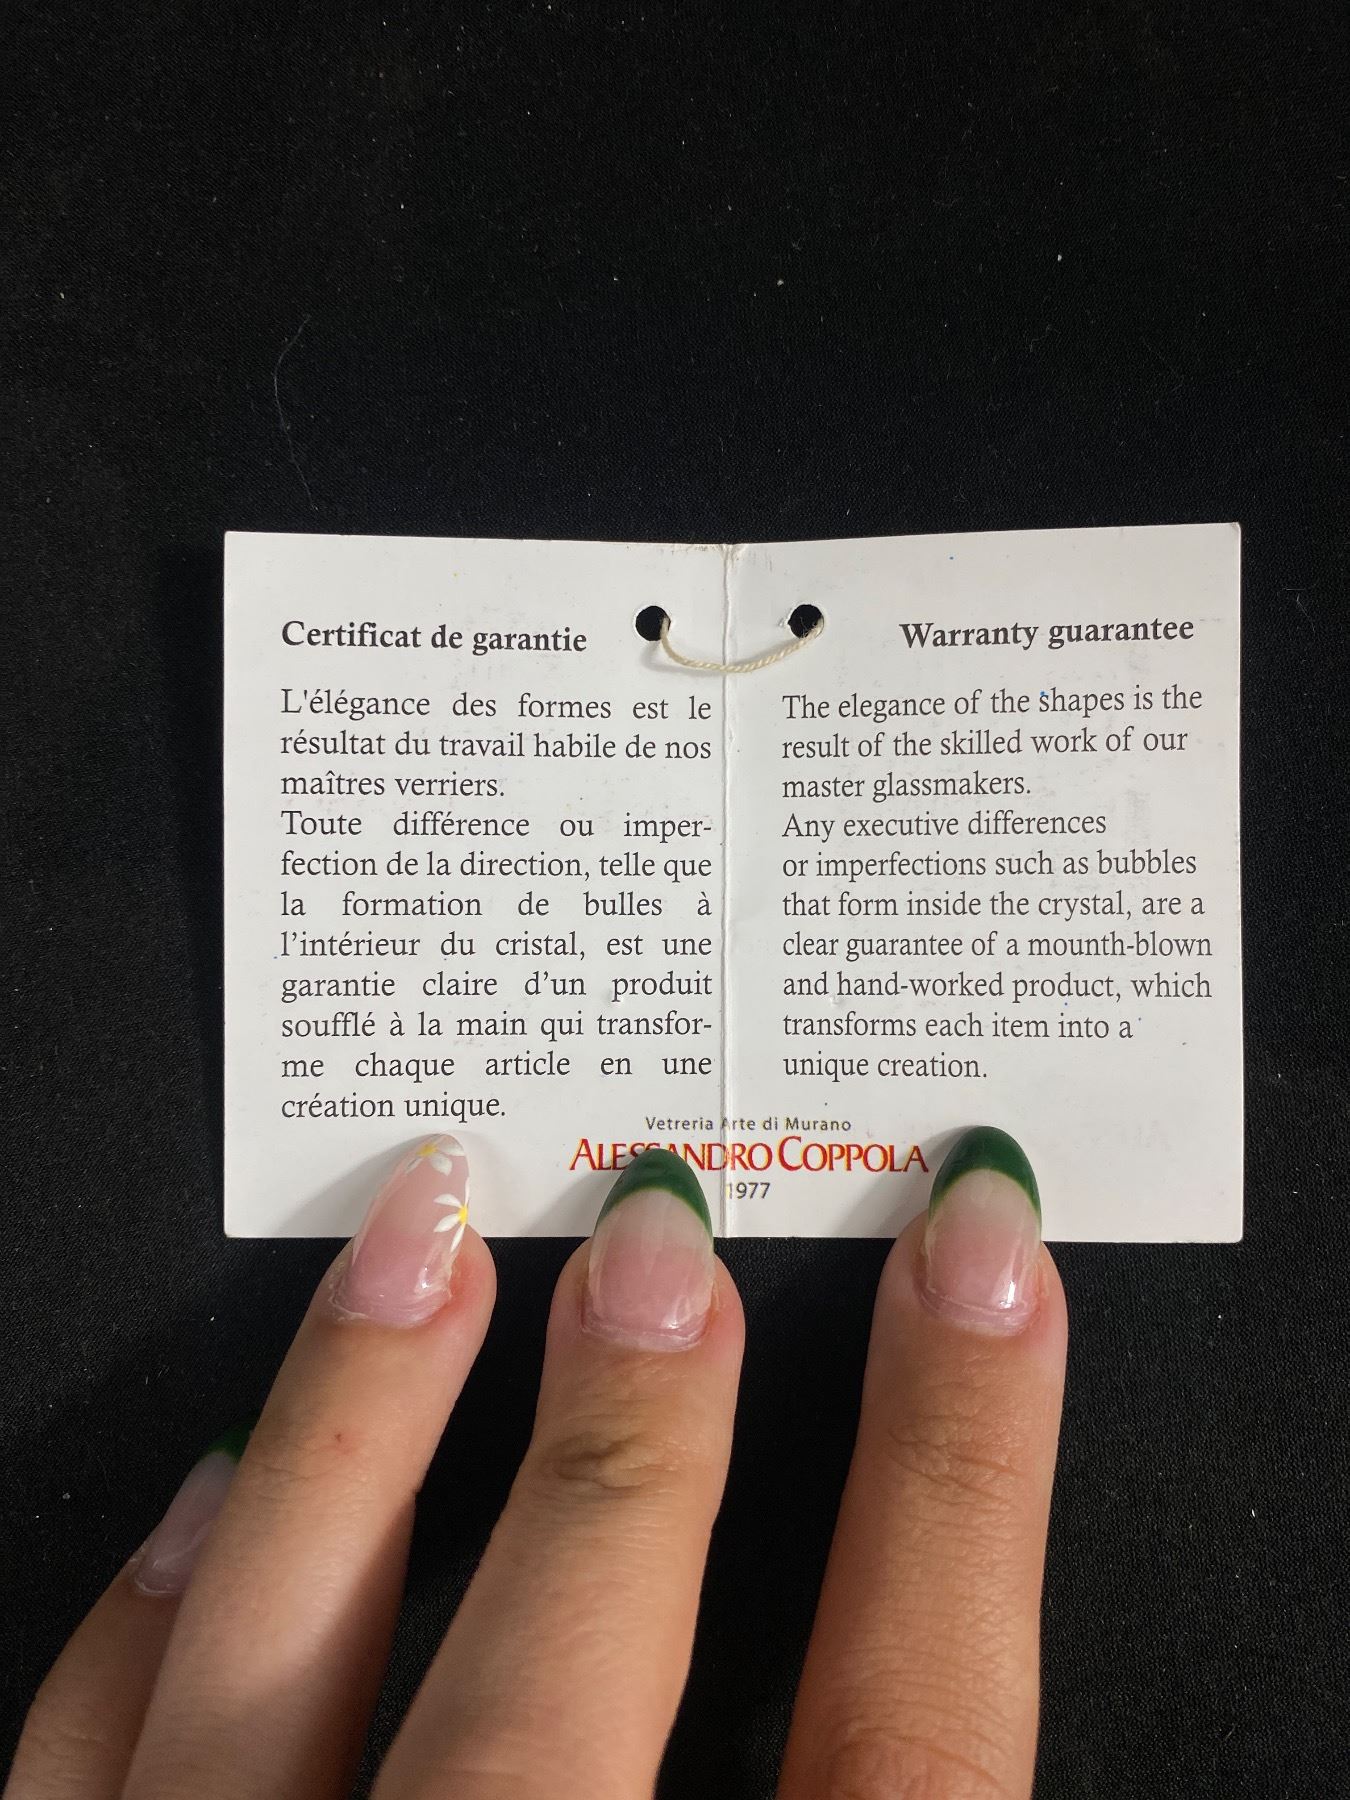 Certificat de garantie
L'élégance des formes est le
résultat du travail habile de nos
maîtres verriers.
Toute différence ou imper-
fection de la direction, telle que
la formation de bulles à
l’intérieur du cristal, est une
garantie claire d’un produit
soufflé à la main qui transfor-
me chaque article en une
création unique.
Warranty guarantee
The elegance of the shapes is the
result of the skilled work of our
master glassmakers.
Any executive differences
or imperfections such as bubbles
that form inside the crystal, are a
clear guarantee of a mounth-blown
and hand-worked product, which
transforms each item into a
unique creation.
Vetreria Arte di Murano
ALESSANDRO COPPOLA
1977